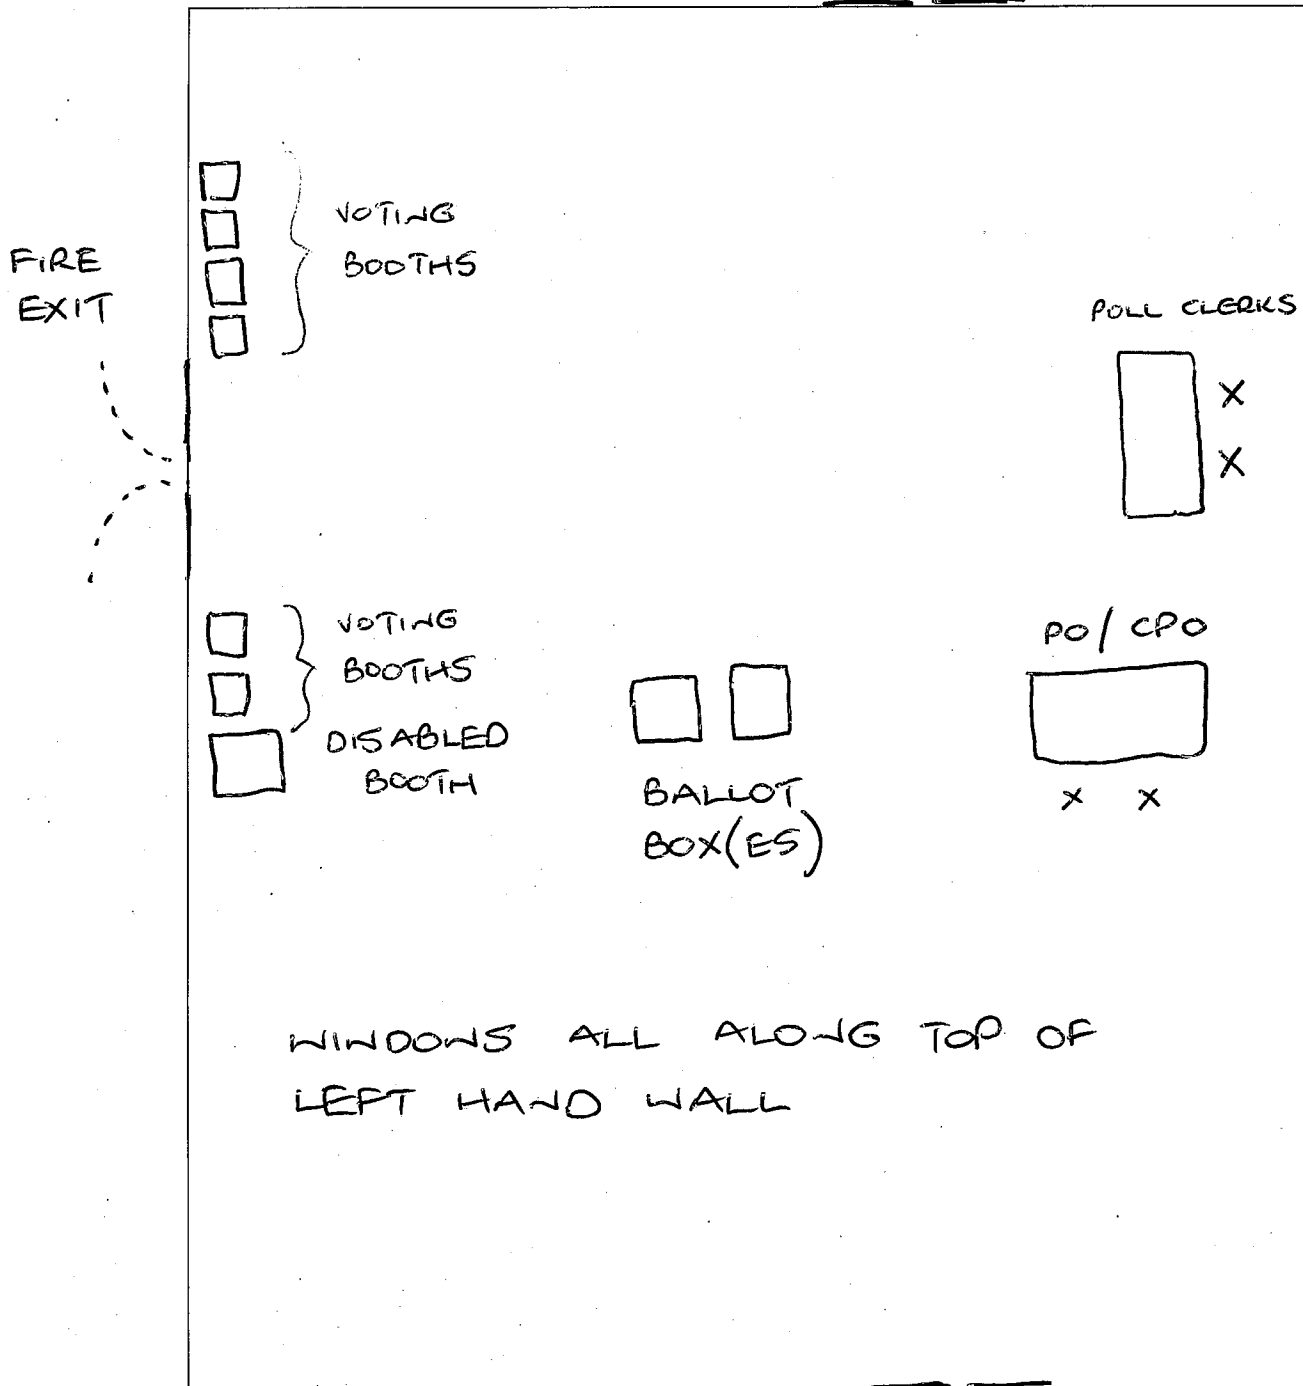 VOTING
BOOTHS
FIRE
EXIT
POLL CLERKS
X
X
VOTING
BOOTHS
PO/CPO
DISABLED
BOOTH
BALLOT
BOX(ES)
X X
WINDOWS ALL ALONG TOP OF
LEFT HAND WALL